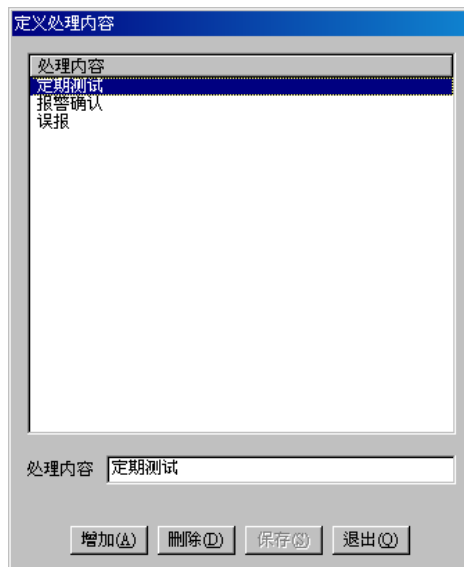 定义处理内容
处理内容
定期测试
报警确认
误报
处理内容 定期测试
增加(A) 删除(D) 保存(S) 退出(Q)